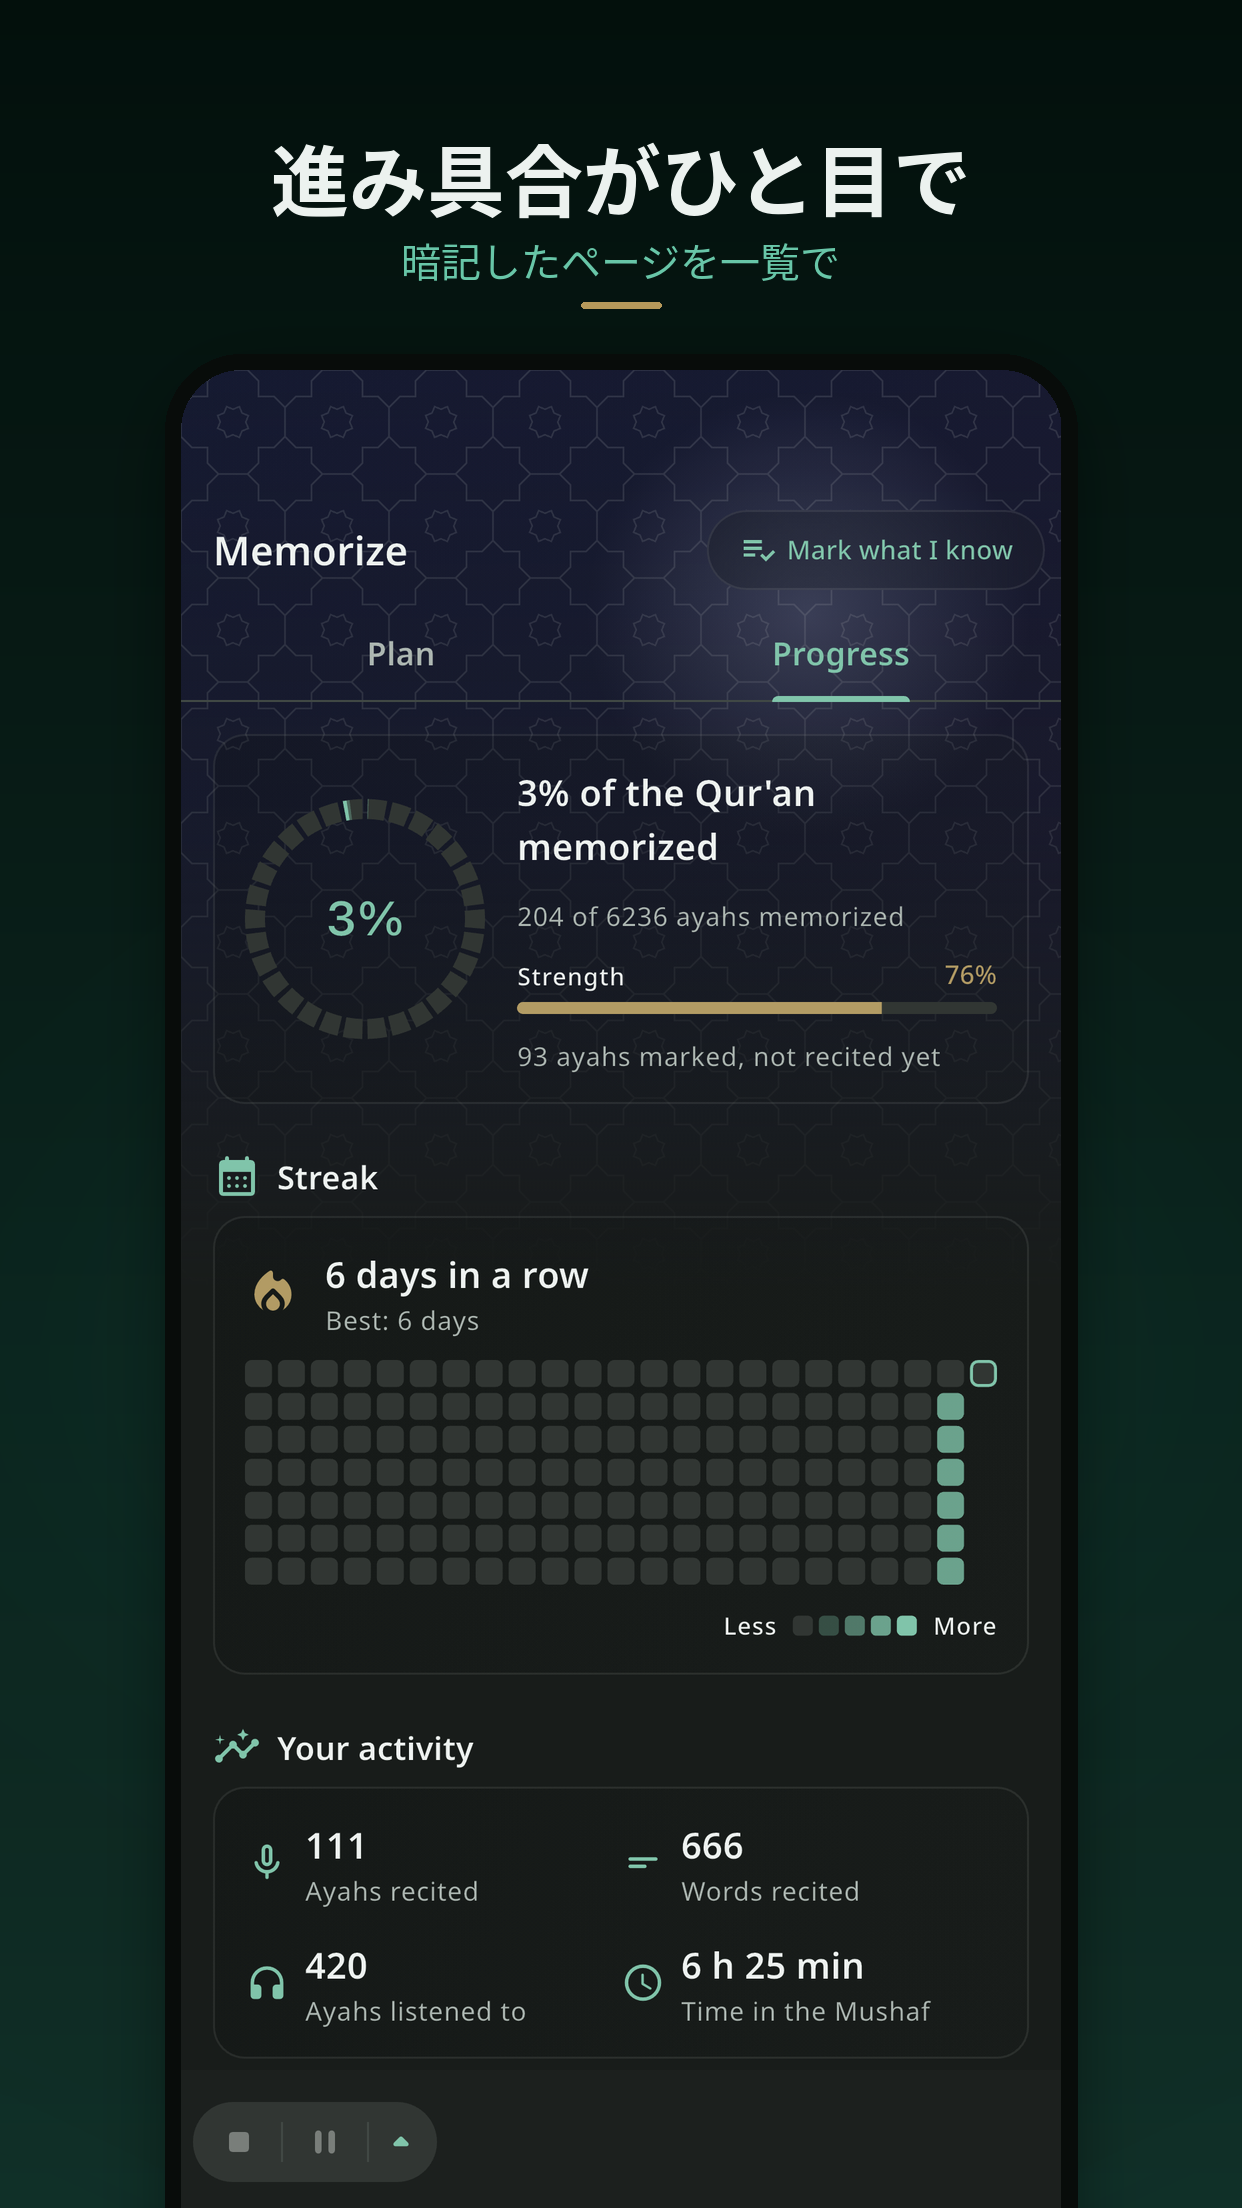 進み具合がひと目で
暗記したページを一覧で
Memorize
Mark what I know
Plan
Progress
3%
3% of the Qur'an
memorized
204 of 6236 ayahs memorized
Strength
76%
93 ayahs marked, not recited yet
Streak
6 days in a row
Best: 6 days
Less
More
Your activity
111
Ayahs recited
666
Words recited
420
Ayahs listened to
6 h 25 min
Time in the Mushaf